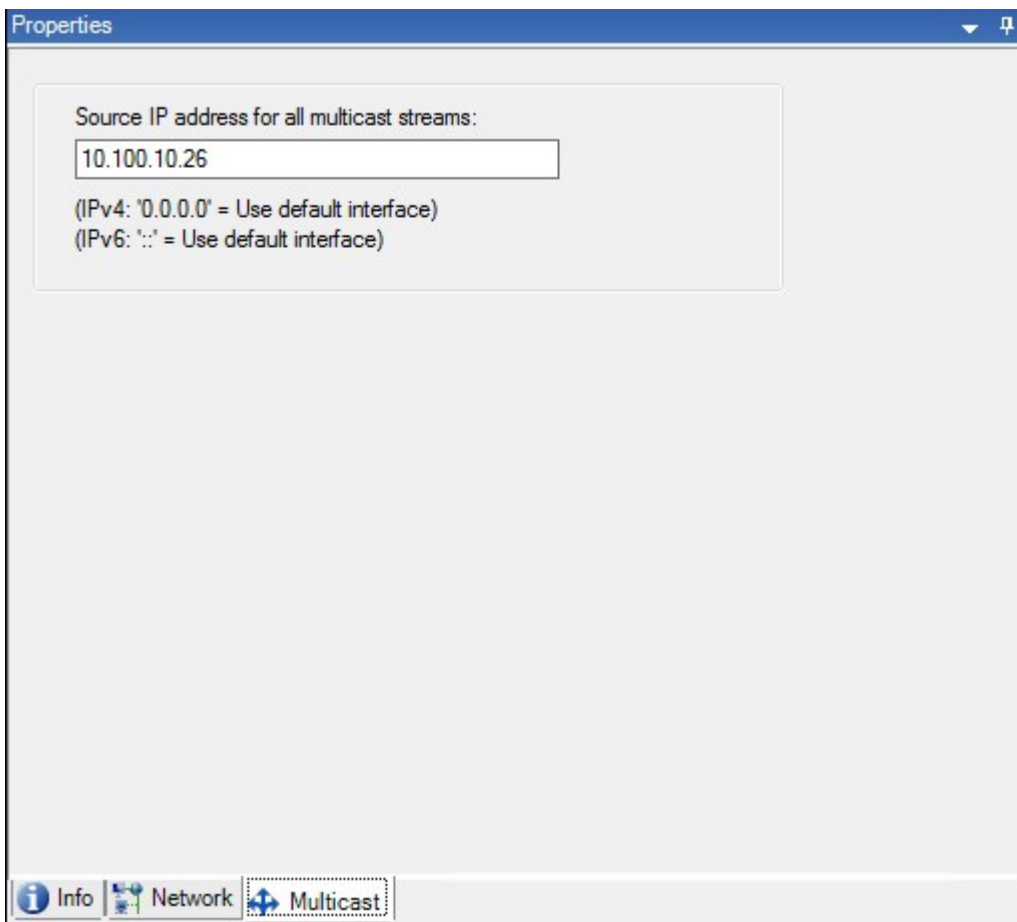 Properties
Source IP address for all multicast streams:
10.100.10.26
(IPv4: '0.0.0.0' = Use default interface)
(IPv6: '::' = Use default interface)
Info Network Multicast